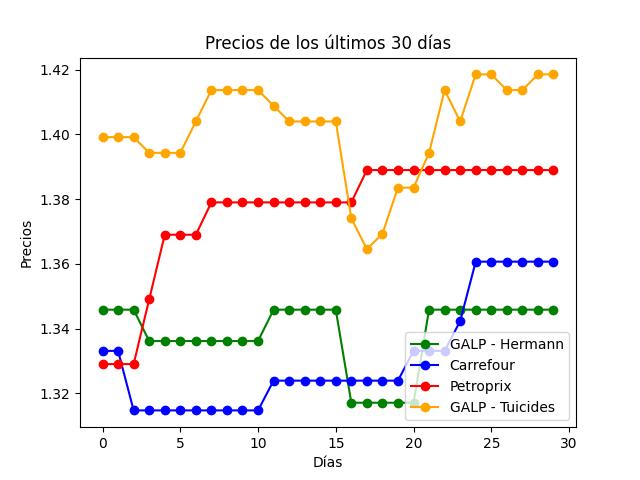 Precios de los últimos 30 días
1.42
1.40
1.38
1.36
1.34
1.32
Precios
GALP - Hermann
Carrefour
Petroprix
GALP - Tuicides
0
5
10
15
20
25
30
Días